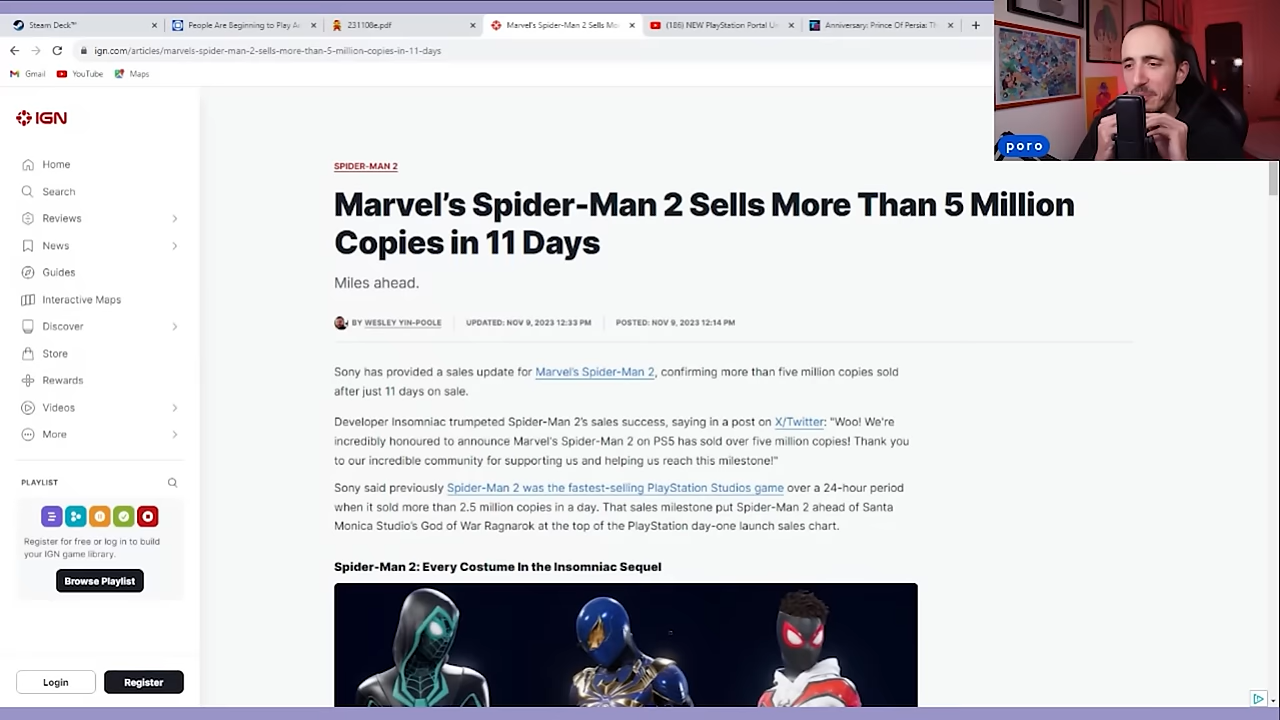 Steam Deck™
People Are Beginning to Play A
231108e.pdf
Marvel's Spider-Man 2 Sells Mo
(186) NEW PlayStation Portal U
Anniversary: Prince Of Persia: Th
ign.com/articles/marvels-spider-man-2-sells-more-than-5-million-copies-in-11-days
Gmail
YouTube
Maps
poro
IGN
Home
Search
Reviews
News
Guides
Interactive Maps
Discover
Store
Rewards
Videos
More
PLAYLIST
Register for free or log in to build
your IGN game library.
Browse Playlist
Login
Register
SPIDER-MAN 2
Marvel's Spider-Man 2 Sells More Than 5 Million
Copies in 11 Days
Miles ahead.
BY WESLEY YIN-POOLE
UPDATED: NOV 9, 2023 12:33 PM
POSTED: NOV 9, 2023 12:14 PM
Sony has provided a sales update for Marvel's Spider-Man 2, confirming more than five million copies sold
after just 11 days on sale.
Developer Insomniac trumpeted Spider-Man 2's sales success, saying in a post on X/Twitter: "Woo! We're
incredibly honoured to announce Marvel's Spider-Man 2 on PS5 has sold over five million copies! Thank you
to our incredible community for supporting us and helping us reach this milestone!"
Sony said previously Spider-Man 2 was the fastest-selling PlayStation Studios game over a 24-hour period
when it sold more than 2.5 million copies in a day. That sales milestone put Spider-Man 2 ahead of Santa
Monica Studio's God of War Ragnarok at the top of the PlayStation day-one launch sales chart.
Spider-Man 2: Every Costume In the Insomniac Sequel